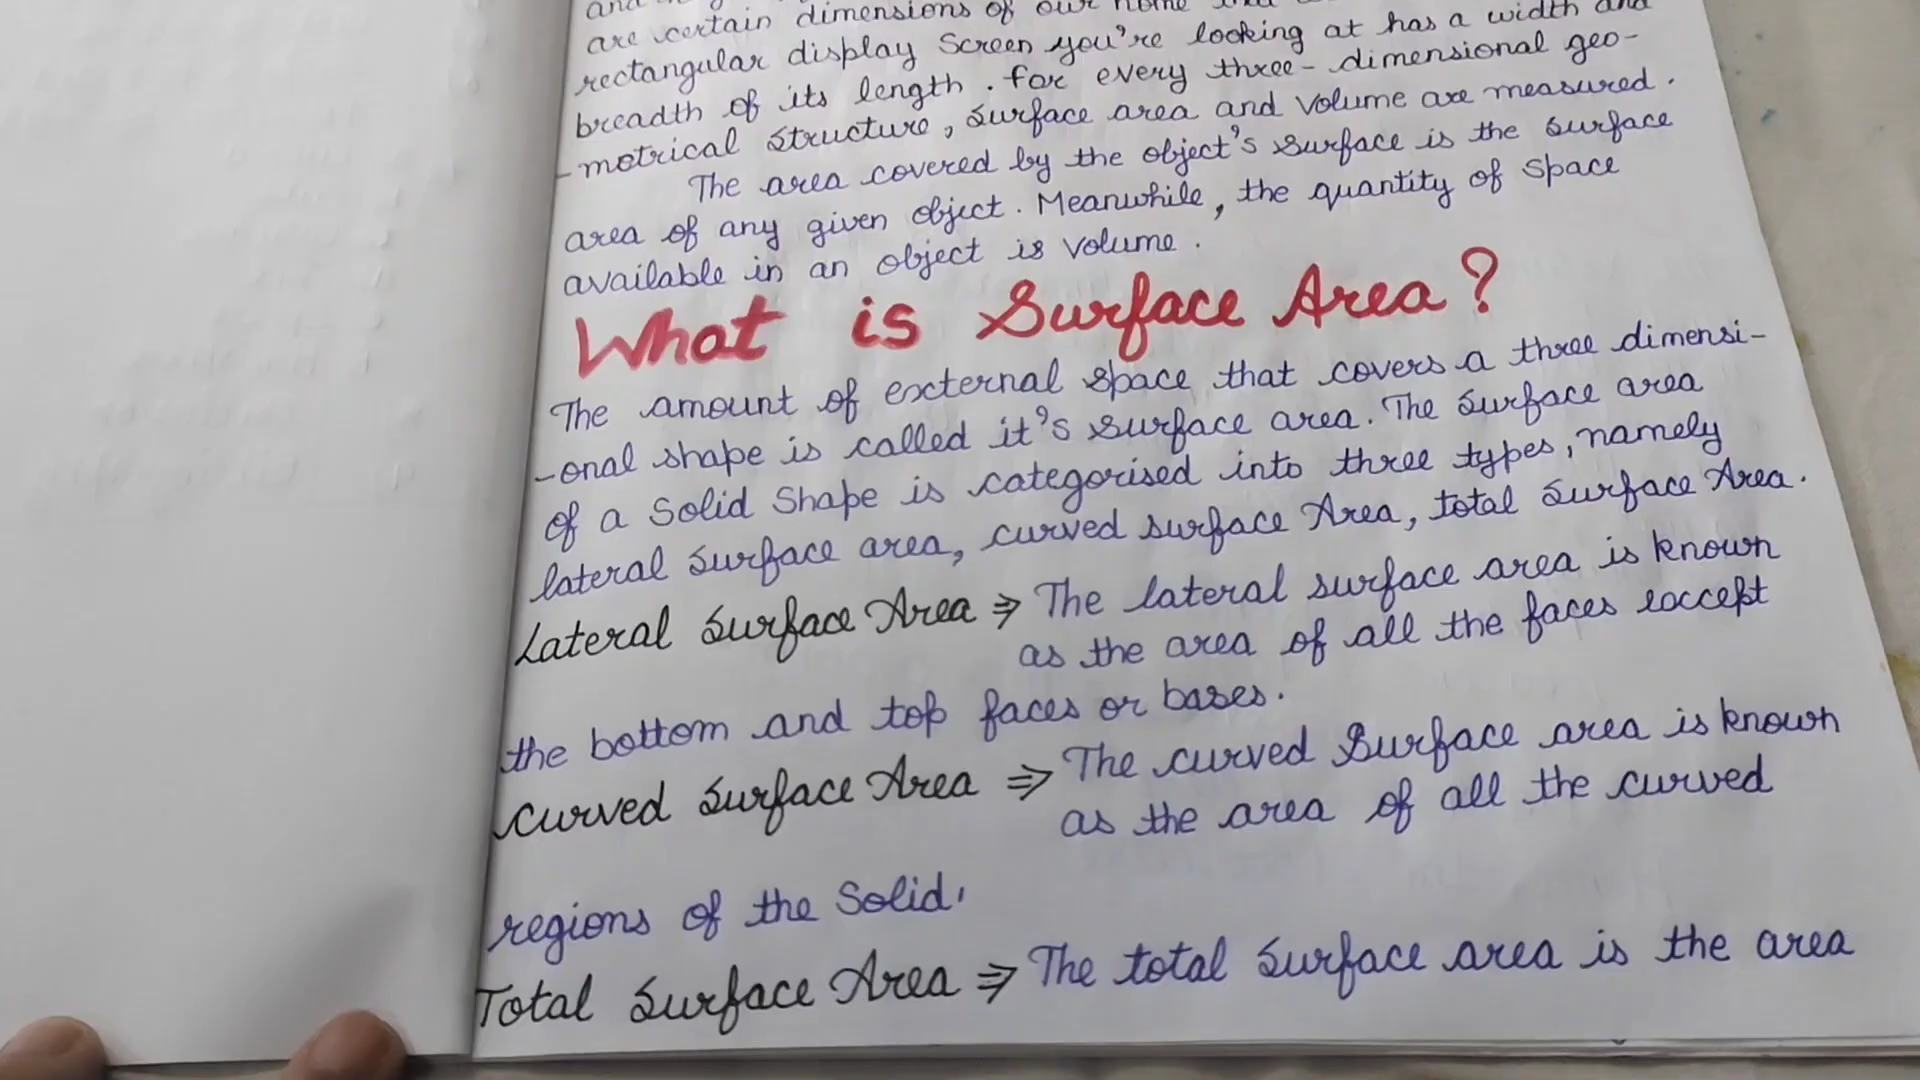 are certain dimensions of our home
rectangular display Screen you're looking at has a width and
breadth of its length. for every three-dimensional geo-
-metrical structure, surface area and volume are measured.
The area covered by the object's surface is the surface
area of any given object. Meanwhile, the quantity of space
available in an object is volume.
What is Surface Area?
The amount of external space that covers a three dimensi-
-onal shape is called it's surface area. The surface area
of a Solid Shape is categorised into three types, namely
lateral surface area, curved surface Area, total surface Area.
Lateral Surface Area ⇒ The lateral surface area is known
as the area of all the faces except
the bottom and top faces or bases.
Curved Surface Area ⇒ The curved Surface area is known
as the area of all the curved
regions of the Solid.
Total Surface Area ⇒ The total surface area is the area